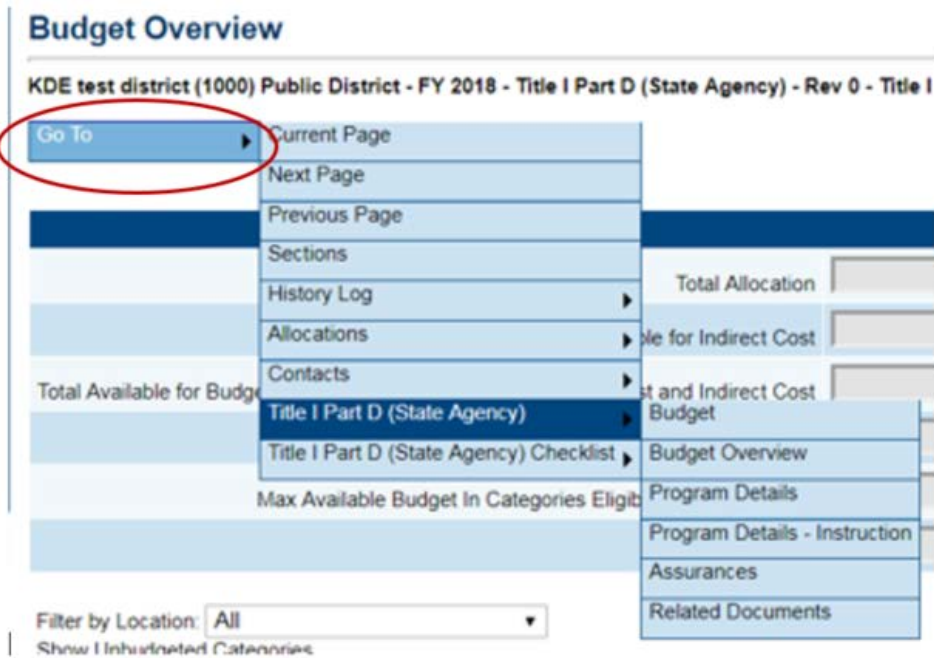 Budget Overview
KDE test district (1000) Public District - FY 2018 - Title I Part D (State Agency) - Rev 0 - Title I
Go To
Current Page
Next Page
Previous Page
Sections
History Log
Allocations
Contacts
Title I Part D (State Agency)
Title I Part D (State Agency) Checklist
Budget
Budget Overview
Program Details
Program Details - Instruction
Assurances
Related Documents
Total Allocation
for Indirect Cost
Total Available for
and Indirect Cost
Max Available Budget In Categories
Filter by Location: All
Show Unbudgeted Categories